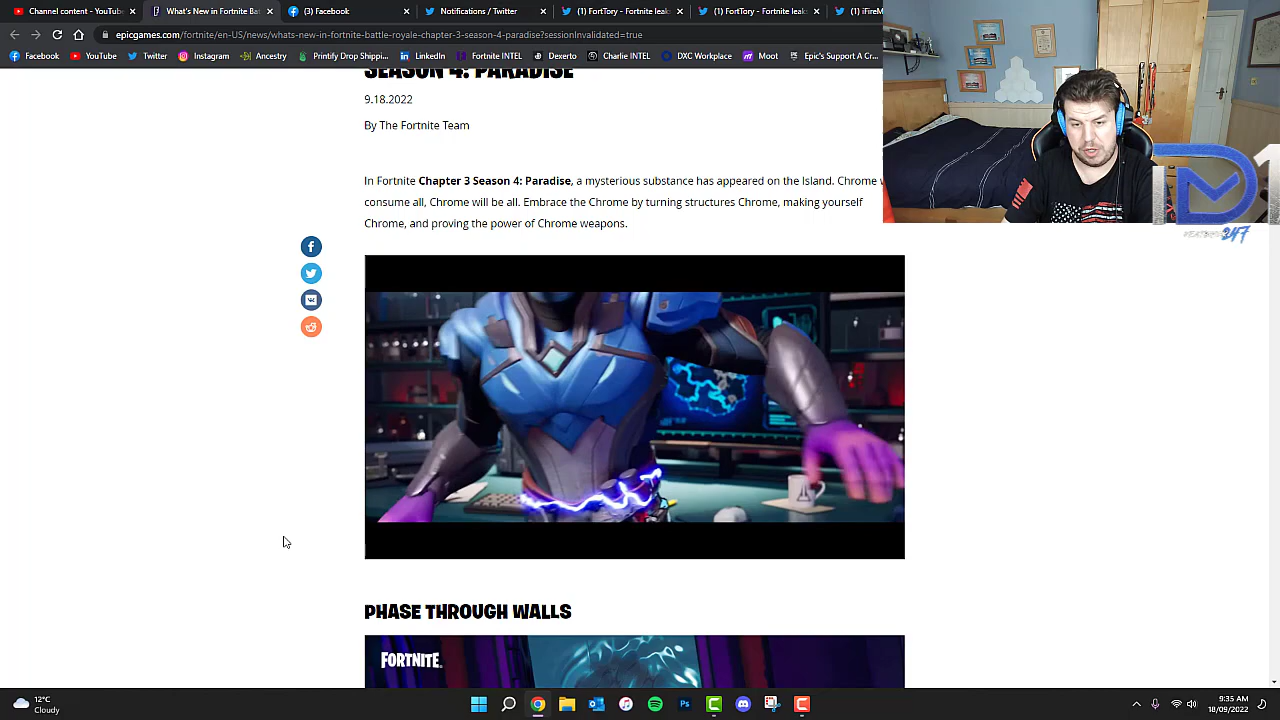 Channel content - YouTube
What's New in Fortnite Bat
(3) Facebook
Notifications / Twitter
(1) FortTory - Fortnite leak
(1) FortTory - Fortnite leak
(1) iFireM
epicgames.com/fortnite/en-US/news/whats-new-in-fortnite-battle-royale-chapter-3-season-4-paradise?sessionInvalidated=true
Facebook
YouTube
Twitter
Instagram
Ancestry
Printify Drop Shippi...
LinkedIn
Fortnite INTEL
Dexerto
Charlie INTEL
DXC Workplace
Moot
Epic's Support A Cr...
SEASON 4: PARADISE
9.18.2022
By The Fortnite Team
In Fortnite Chapter 3 Season 4: Paradise, a mysterious substance has appeared on the Island. Chrome w
consume all, Chrome will be all. Embrace the Chrome by turning structures Chrome, making yourself
Chrome, and proving the power of Chrome weapons.
PHASE THROUGH WALLS
FORTNITE
D1
247
12°C
Cloudy
9:35 AM
18/09/2022